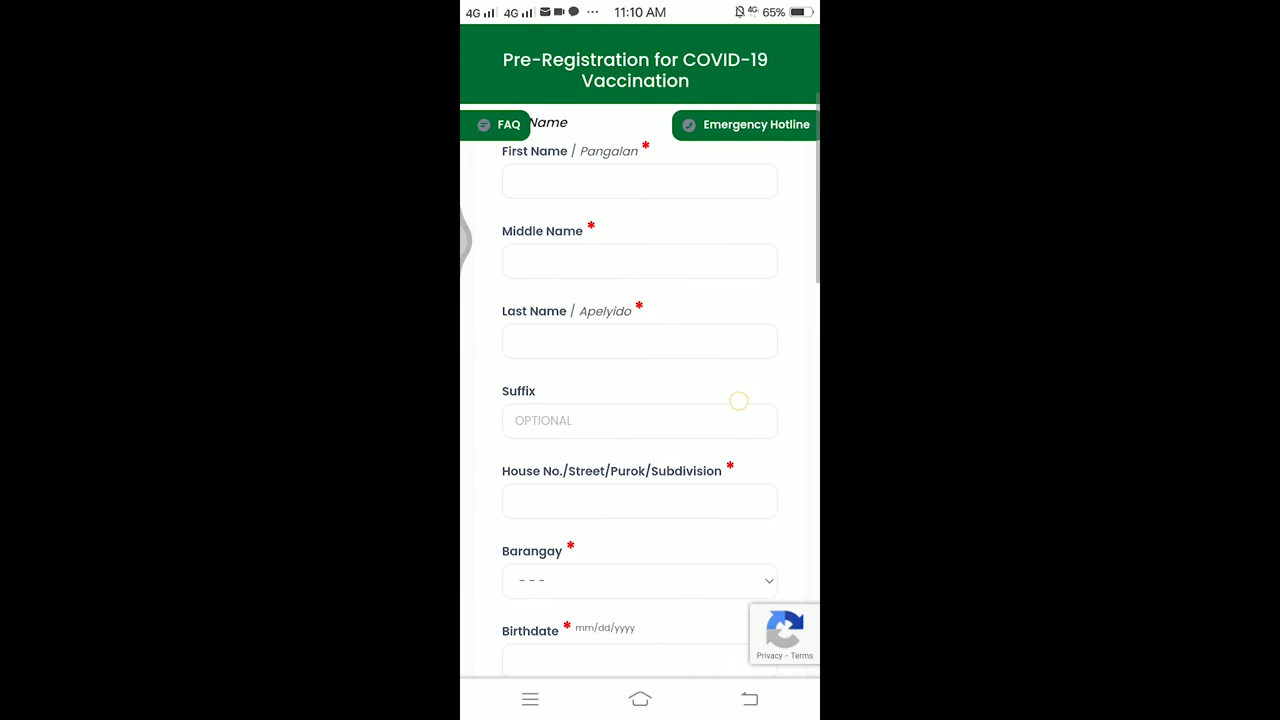 4G 4G ... 11:10 AM 4G 65%
Pre-Registration for COVID-19
Vaccination
FAQ
Name
Emergency Hotline
First Name / Pangalan *
Middle Name *
Last Name / Apelyido *
Suffix
OPTIONAL
House No./Street/Purok/Subdivision *
Barangay *
- - -
Birthdate * mm/dd/yyyy
Privacy - Terms